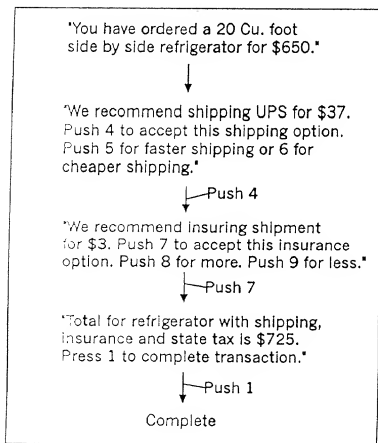 "You have ordered a 20 Cu. foot
side by side refrigerator for $650."
"We recommend shipping UPS for $37.
Push 4 to accept this shipping option.
Push 5 for faster shipping or 6 for
cheaper shipping."
Push 4
"We recommend insuring shipment
for $3. Push 7 to accept this insurance
option. Push 8 for more. Push 9 for less."
Push 7
"Total for refrigerator with shipping,
insurance and state tax is $725.
Press 1 to complete transaction."
Push 1
Complete